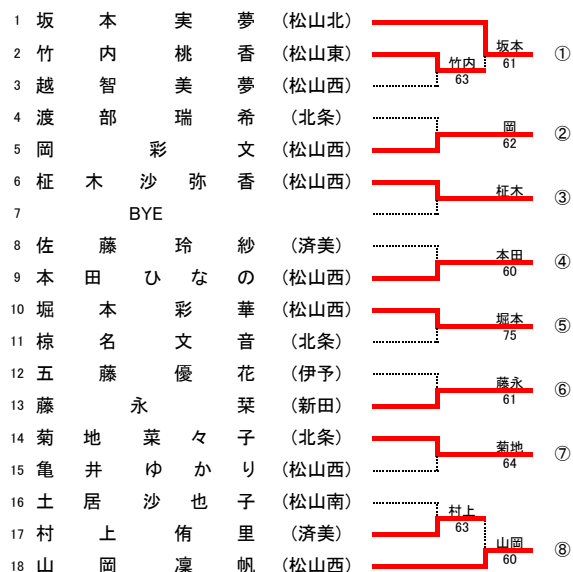 1 坂本実夢 (松山北)
坂本
2 竹内桃香 (松山東) ①
竹内 61
63
3 越智美夢 (松山西)
4 渡部瑞希 (北条)
岡 ②
62
5 岡彩文 (松山西)
6 柾木沙弥香 (松山西)
柾木 ③
7 BYE
8 佐藤玲紗 (済美)
本田 ④
60
9 本田ひなの (松山西)
10 堀本彩華 (松山西)
堀本 ⑤
75
11 椋名文音 (北条)
12 五藤優花 (伊予)
藤永 ⑥
61
13 藤永栞 (新田)
14 菊地菜々子 (北条)
菊地 ⑦
64
15 亀井ゆかり (松山西)
16 土居沙也子 (松山南)
村上
63
17 村上侑里 (済美)
山岡 ⑧
60
18 山岡凜帆 (松山西)